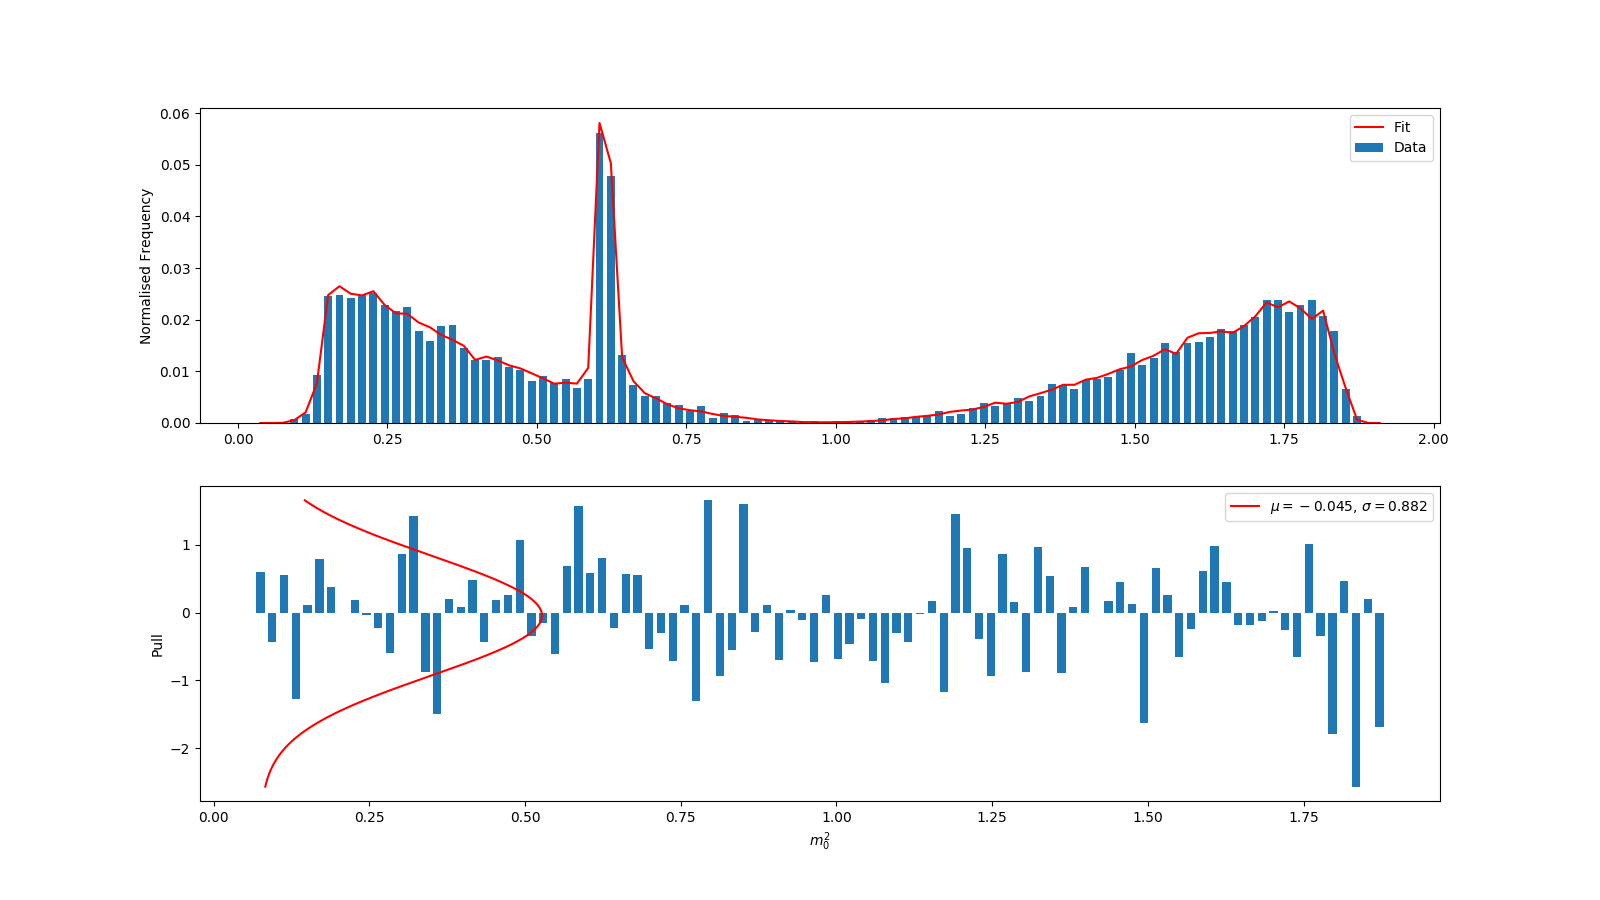 0.06
0.05
0.04
0.03
0.02
0.01
0.00
Normalised Frequency
Fit
Data
0.00 0.25 0.50 0.75 1.00 1.25 1.50 1.75 2.00
1
0
−1
−2
Pull
μ = −0.045, σ = 0.882
0.00 0.25 0.50 0.75 1.00 1.25 1.50 1.75
m₀²